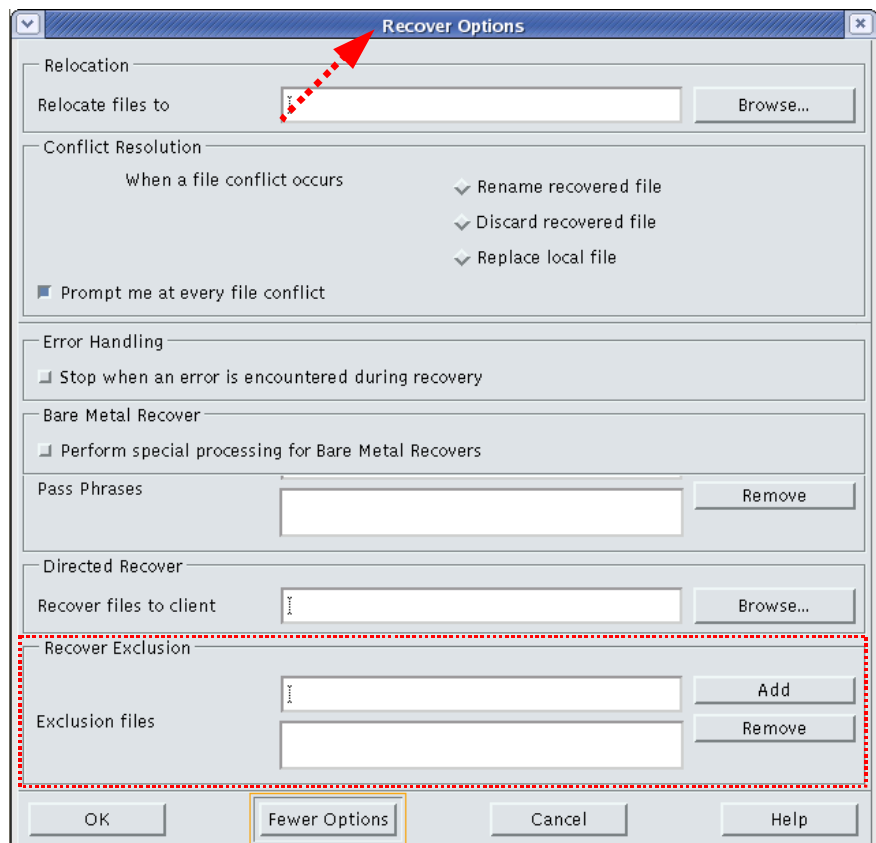 Recover Options
Relocation
Relocate files to
Browse...
Conflict Resolution
When a file conflict occurs
Rename recovered file
Discard recovered file
Replace local file
Prompt me at every file conflict
Error Handling
Stop when an error is encountered during recovery
Bare Metal Recover
Perform special processing for Bare Metal Recovers
Pass Phrases
Remove
Directed Recover
Recover files to client
Browse...
Recover Exclusion
Add
Exclusion files
Remove
OK
Fewer Options
Cancel
Help